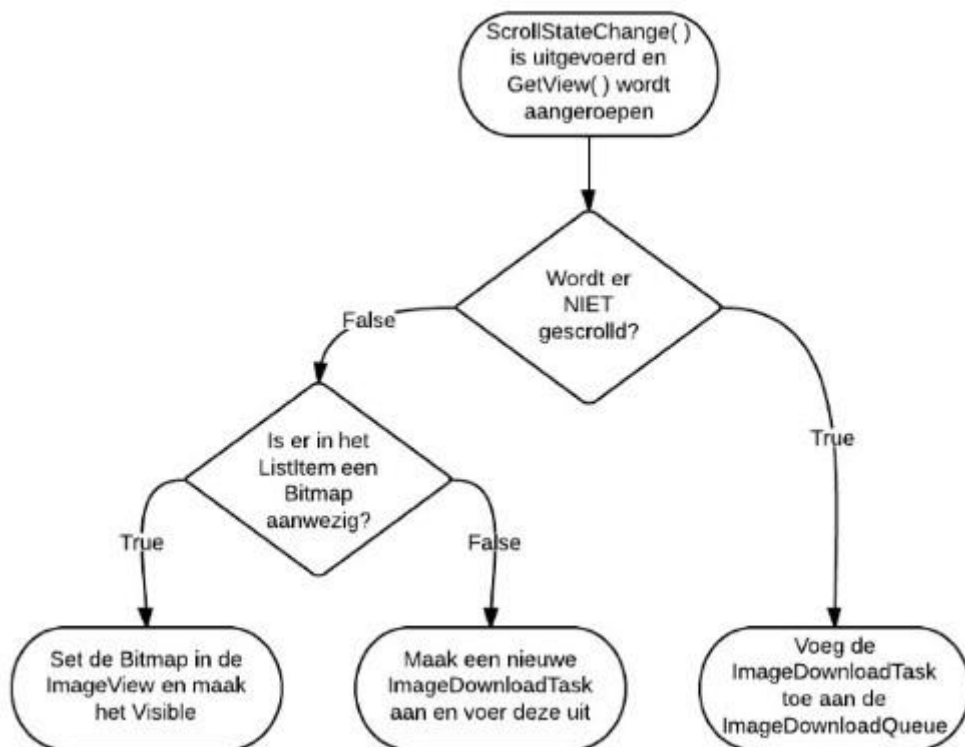 ScrollStateChange( )
is uitgevoerd en
GetView( ) wordt
aangeroepen
Wordt er
NIET
gescrolld?
False
True
Is er in het
ListItem een
Bitmap
aanwezig?
True
False
Set de Bitmap in de
ImageView en maak
het Visible
Maak een nieuwe
ImageDownloadTask
aan en voer deze uit
Voeg de
ImageDownloadTask
toe aan de
ImageDownloadQueue